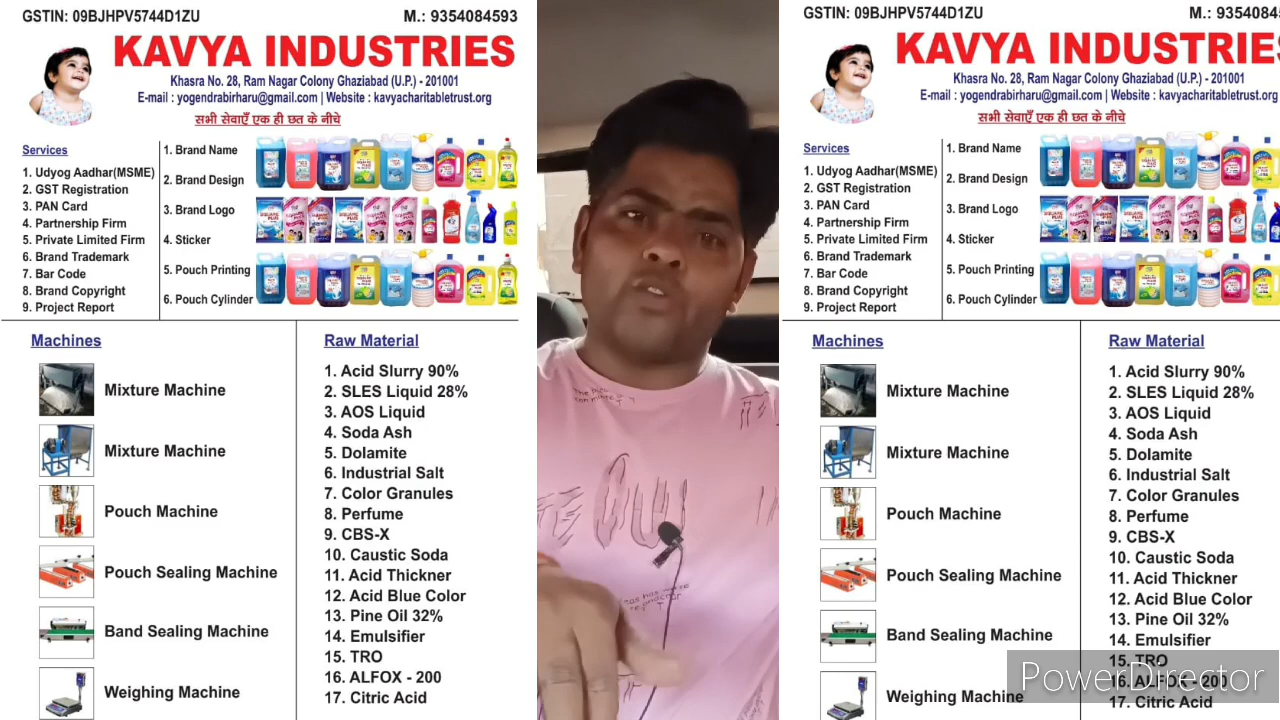 GSTIN: 09BJHPV5744D1ZU
M.: 9354084593
KAVYA INDUSTRIES
Khasra No. 28, Ram Nagar Colony Ghaziabad (U.P.) - 201001
E-mail : yogendrabirharu@gmail.com | Website : kavyacharitabletrust.org
सभी सेवाएँ एक ही छत के नीचे
Services
1. Udyog Aadhar(MSME)
2. GST Registration
3. PAN Card
4. Partnership Firm
5. Private Limited Firm
6. Brand Trademark
7. Bar Code
8. Brand Copyright
9. Project Report
1. Brand Name
2. Brand Design
3. Brand Logo
4. Sticker
5. Pouch Printing
6. Pouch Cylinder
Machines
Mixture Machine
Mixture Machine
Pouch Machine
Pouch Sealing Machine
Band Sealing Machine
Weighing Machine
Raw Material
1. Acid Slurry 90%
2. SLES Liquid 28%
3. AOS Liquid
4. Soda Ash
5. Dolamite
6. Industrial Salt
7. Color Granules
8. Perfume
9. CBS-X
10. Caustic Soda
11. Acid Thickner
12. Acid Blue Color
13. Pine Oil 32%
14. Emulsifier
15. TRO
16. ALFOX - 200
17. Citric Acid
GSTIN: 09BJHPV5744D1ZU
M.: 93540845
KAVYA INDUSTRIES
Khasra No. 28, Ram Nagar Colony Ghaziabad (U.P.) - 201001
E-mail : yogendrabirharu@gmail.com | Website : kavyacharitabletrust.org
सभी सेवाएँ एक ही छत के नीचे
Services
1. Udyog Aadhar(MSME)
2. GST Registration
3. PAN Card
4. Partnership Firm
5. Private Limited Firm
6. Brand Trademark
7. Bar Code
8. Brand Copyright
9. Project Report
1. Brand Name
2. Brand Design
3. Brand Logo
4. Sticker
5. Pouch Printing
6. Pouch Cylinder
Machines
Mixture Machine
Mixture Machine
Pouch Machine
Pouch Sealing Machine
Band Sealing Machine
Weighing Machine
Raw Material
1. Acid Slurry 90%
2. SLES Liquid 28%
3. AOS Liquid
4. Soda Ash
5. Dolamite
6. Industrial Salt
7. Color Granules
8. Perfume
9. CBS-X
10. Caustic Soda
11. Acid Thickner
12. Acid Blue Color
13. Pine Oil 32%
14. Emulsifier
15. TRO
16. ALFOX - 200
17. Citric Acid
PowerDirector